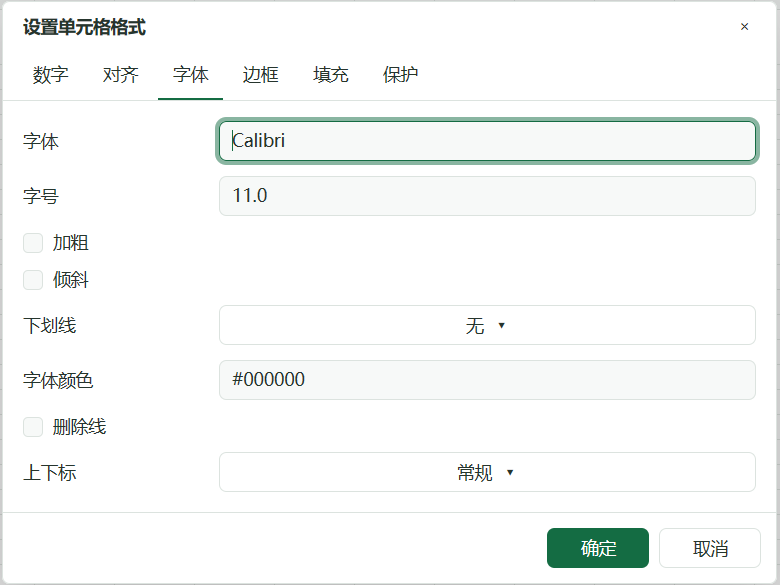 设置单元格格式 ×
数字 对齐 字体 边框 填充 保护
字体 Calibri
字号 11.0
加粗
倾斜
下划线 无 ▼
字体颜色 #000000
删除线
上下标 常规 ▼
确定 取消